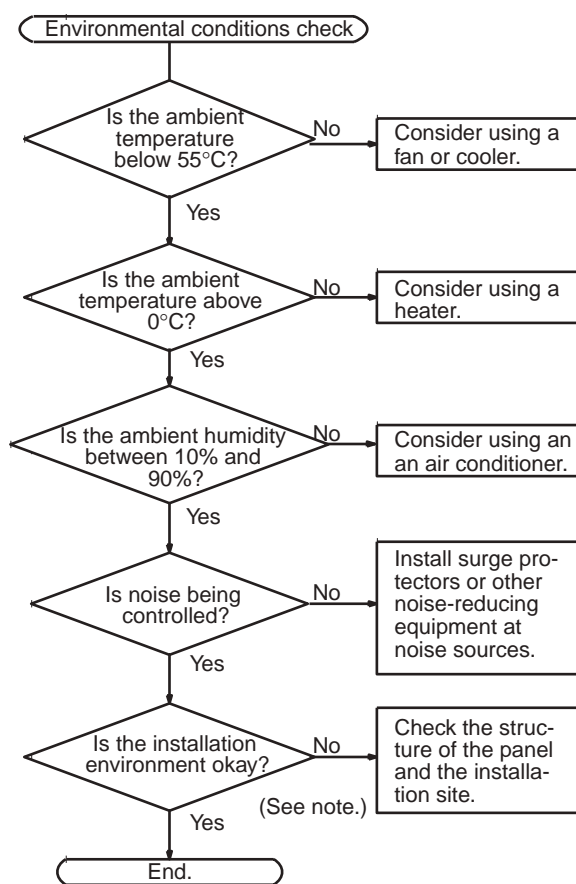 Environmental conditions check
Is the ambient
temperature
below 55°C?
No
Consider using a
fan or cooler.
Yes
Is the ambient
temperature above
0°C?
No
Consider using a
heater.
Yes
Is the ambient humidity
between 10% and
90%?
No
Consider using an
an air conditioner.
Yes
Is noise being
controlled?
No
Install surge pro-
tectors or other
noise-reducing
equipment at
noise sources.
Yes
Is the installation
environment okay?
No
(See note.)
Check the struc-
ture of the panel
and the installa-
tion site.
Yes
End.